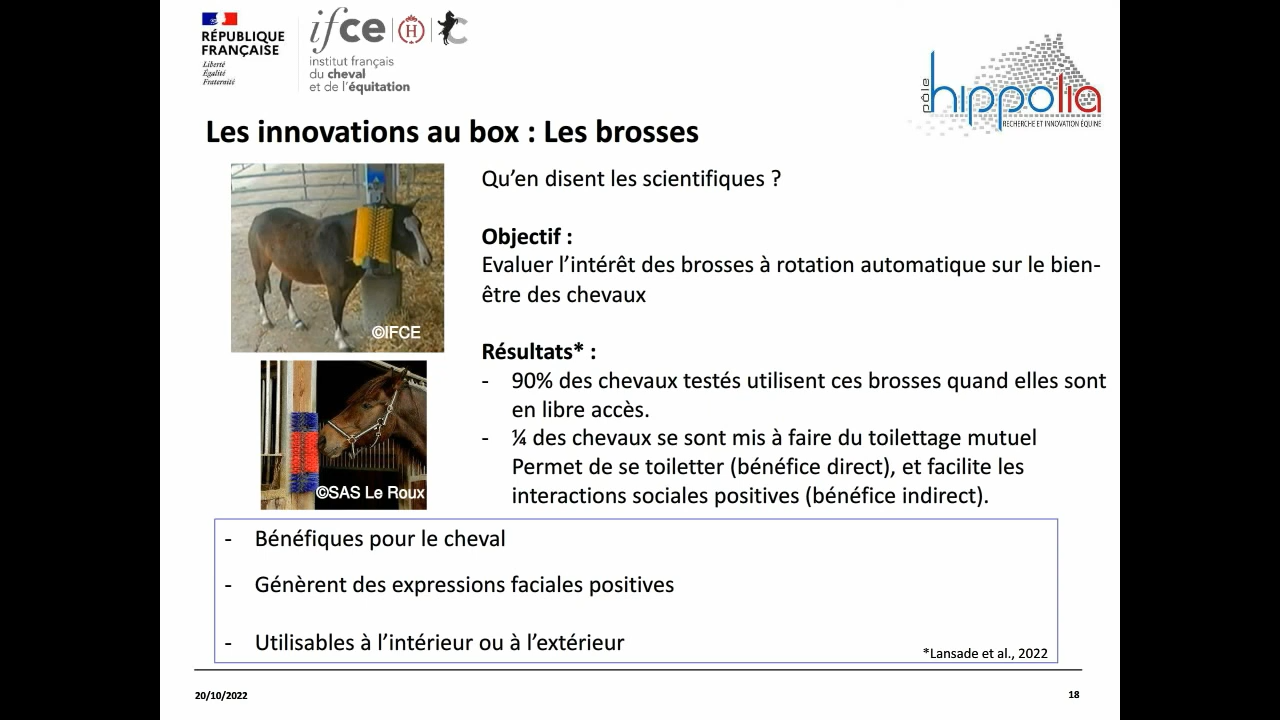 RÉPUBLIQUE
FRANÇAISE
Liberté
Égalité
Fraternité
ifce
H
institut français
du cheval
et de l'équitation
pôle
hippolia
RECHERCHE ET INNOVATION ÉQUINE
Les innovations au box : Les brosses
©IFCE
©SAS Le Roux
Qu'en disent les scientifiques ?
Objectif :
Evaluer l'intérêt des brosses à rotation automatique sur le bien-
être des chevaux
Résultats* :
- 90% des chevaux testés utilisent ces brosses quand elles sont
en libre accès.
- ¼ des chevaux se sont mis à faire du toilettage mutuel
Permet de se toiletter (bénéfice direct), et facilite les
interactions sociales positives (bénéfice indirect).
- Bénéfiques pour le cheval
- Génèrent des expressions faciales positives
- Utilisables à l'intérieur ou à l'extérieur
*Lansade et al., 2022
20/10/2022
18